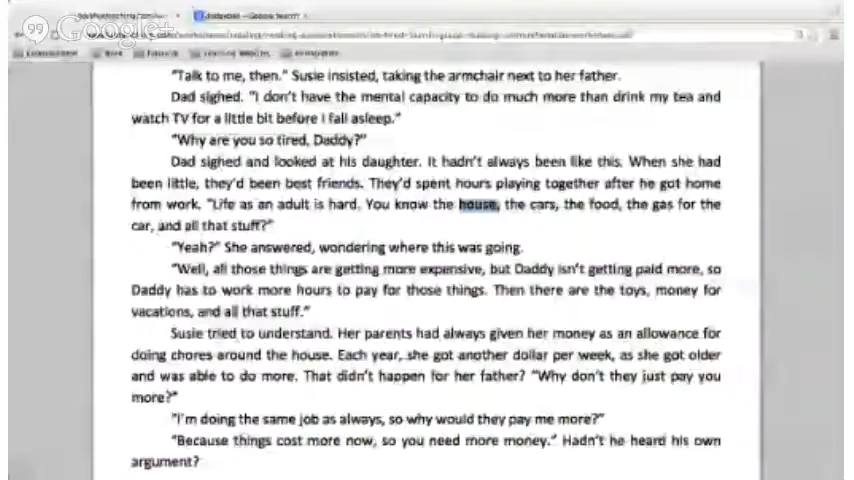 Google+
"Talk to me, then." Susie insisted, taking the armchair next to her father.
Dad sighed. "I don't have the mental capacity to do much more than drink my tea and
watch TV for a little bit before I fall asleep."
"Why are you so tired, Daddy?"
Dad sighed and looked at his daughter. It hadn't always been like this. When she had
been little, they'd been best friends. They'd spent hours playing together after he got home
from work. "Life as an adult is hard. You know the house, the cars, the food, the gas for the
car, and all that stuff?"
"Yeah?" She answered, wondering where this was going.
"Well, all those things are getting more expensive, but Daddy isn't getting paid more, so
Daddy has to work more hours to pay for those things. Then there are the toys, money for
vacations, and all that stuff."
Susie tried to understand. Her parents had always given her money as an allowance for
doing chores around the house. Each year, she got another dollar per week, as she got older
and was able to do more. That didn't happen for her father? "Why don't they just pay you
more?"
"I'm doing the same job as always, so why would they pay me more?"
"Because things cost more now, so you need more money." Hadn't he heard his own
argument?